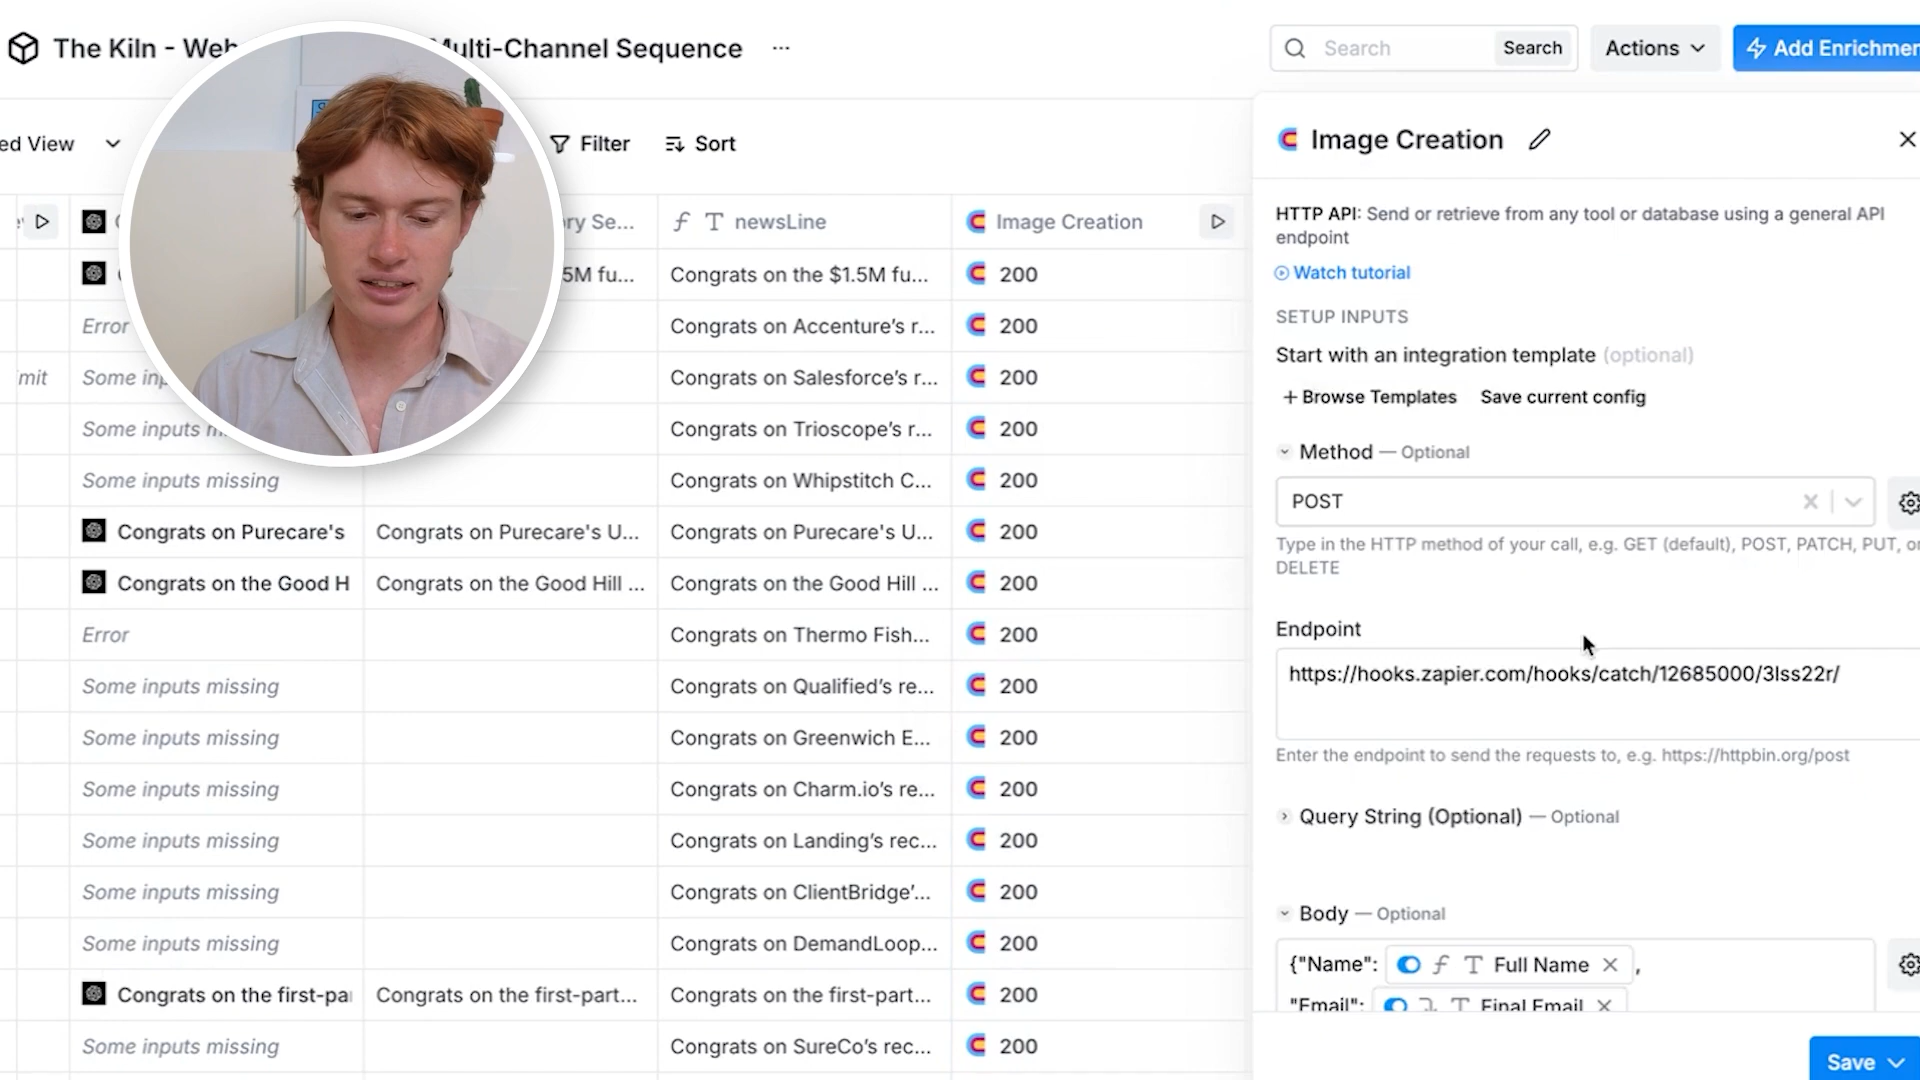 The Kiln - Web Multi-Channel Sequence ...
Search Search Actions Add Enrichmen
ed View Filter Sort
ry Se... newsLine Image Creation
5M fu... Congrats on the $1.5M fu... 200
Error Congrats on Accenture's r... 200
mit Some inp Congrats on Salesforce's r... 200
Some inputs m Congrats on Trioscope's r... 200
Some inputs missing Congrats on Whipstitch C... 200
Congrats on Purecare's Congrats on Purecare's U... Congrats on Purecare's U... 200
Congrats on the Good H Congrats on the Good Hill ... Congrats on the Good Hill ... 200
Error Congrats on Thermo Fish... 200
Some inputs missing Congrats on Qualified's re... 200
Some inputs missing Congrats on Greenwich E... 200
Some inputs missing Congrats on Charm.io's re... 200
Some inputs missing Congrats on Landing's rec... 200
Some inputs missing Congrats on ClientBridge'... 200
Some inputs missing Congrats on DemandLoop... 200
Congrats on the first-pa Congrats on the first-part... Congrats on the first-part... 200
Some inputs missing Congrats on SureCo's rec... 200
Image Creation
HTTP API: Send or retrieve from any tool or database using a general API
endpoint
Watch tutorial
SETUP INPUTS
Start with an integration template (optional)
+ Browse Templates Save current config
Method — Optional
POST
Type in the HTTP method of your call, e.g. GET (default), POST, PATCH, PUT, or
DELETE
Endpoint
https://hooks.zapier.com/hooks/catch/12685000/3lss22r/
Enter the endpoint to send the requests to, e.g. https://httpbin.org/post
Query String (Optional) — Optional
Body — Optional
{"Name": Full Name ,
"Email": Final Email
Save